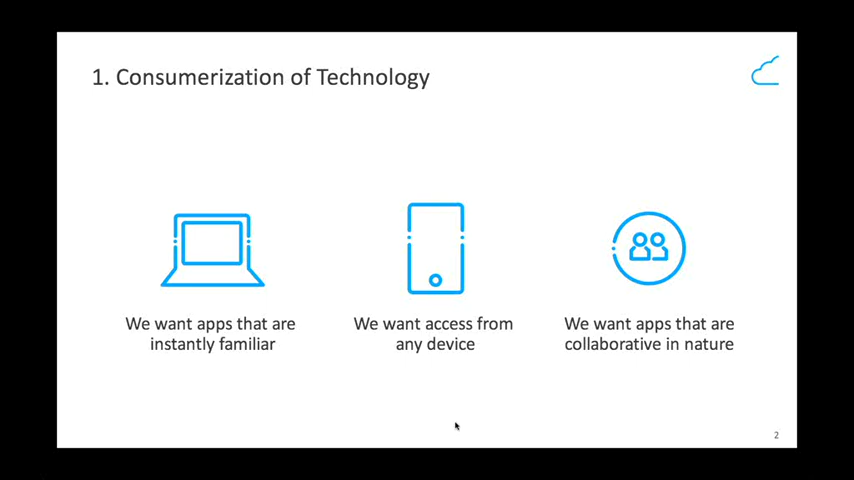 1. Consumerization of Technology
We want apps that are
instantly familiar
We want access from
any device
We want apps that are
collaborative in nature
2